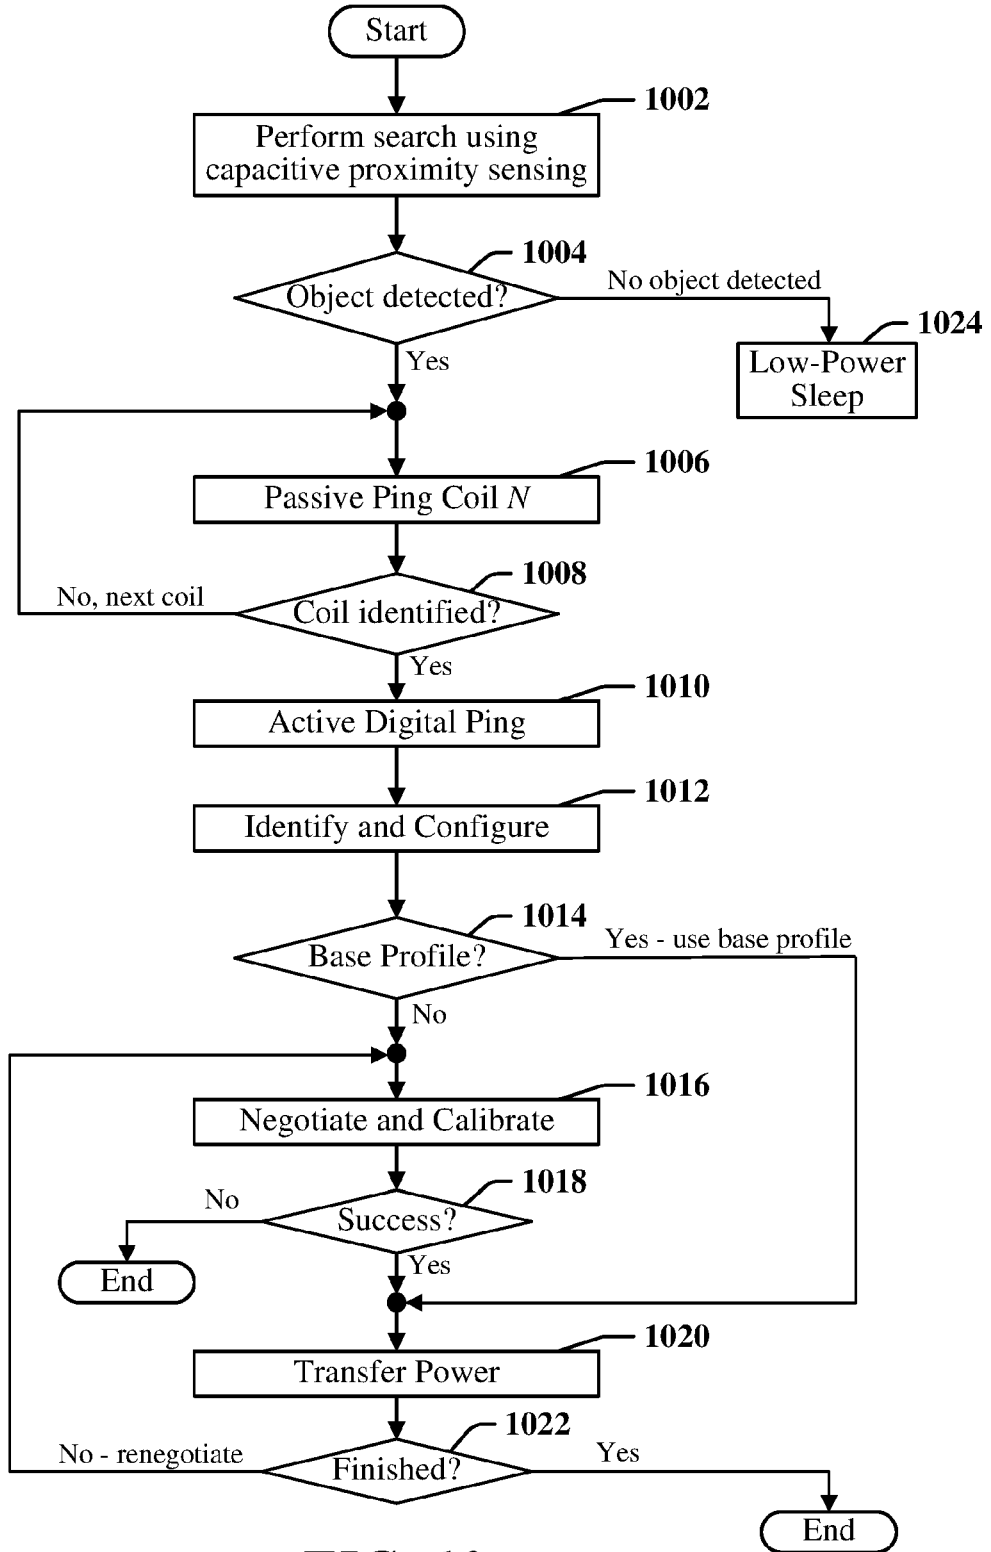 Start
1002
Perform search using
capacitive proximity sensing
1004
Object detected?
No object detected
1024
Low-Power
Sleep
Yes
1006
Passive Ping Coil N
1008
No, next coil
Coil identified?
Yes
1010
Active Digital Ping
1012
Identify and Configure
1014
Base Profile?
Yes - use base profile
No
1016
Negotiate and Calibrate
1018
No
Success?
Yes
End
1020
Transfer Power
1022
No - renegotiate
Finished?
Yes
End